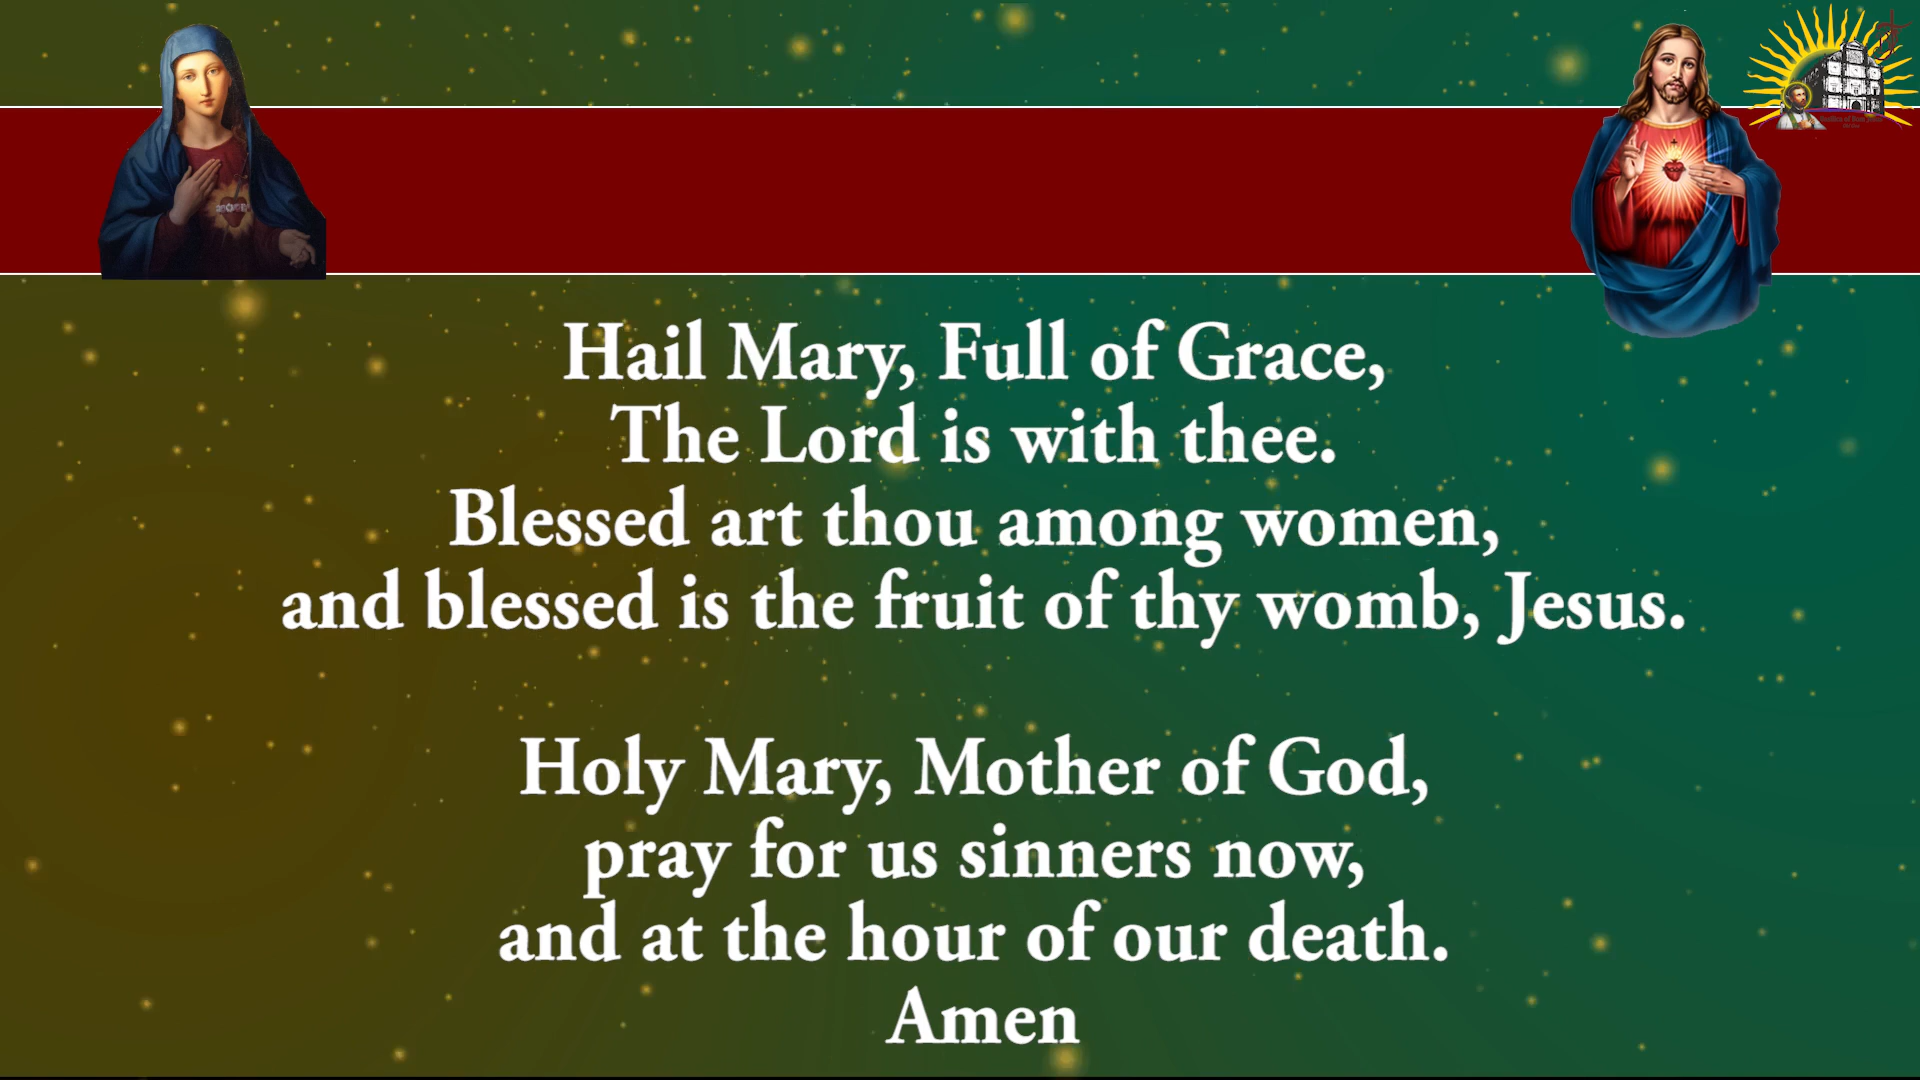 Hail Mary, Full of Grace,
The Lord is with thee.
Blessed art thou among women,
and blessed is the fruit of thy womb, Jesus.
Holy Mary, Mother of God,
pray for us sinners now,
and at the hour of our death.
Amen